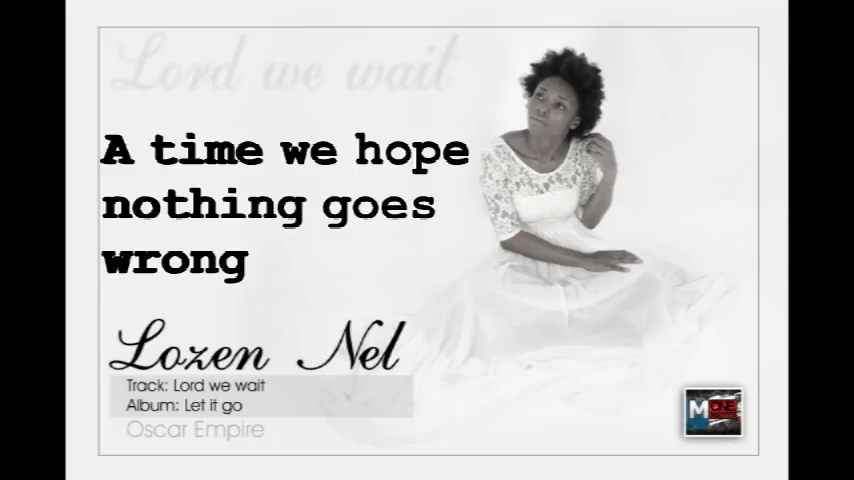 Lord we wait
A time we hope
nothing goes
wrong
Lozen Nel
Track: Lord we wait
Album: Let it go
Oscar Empire
M ONE